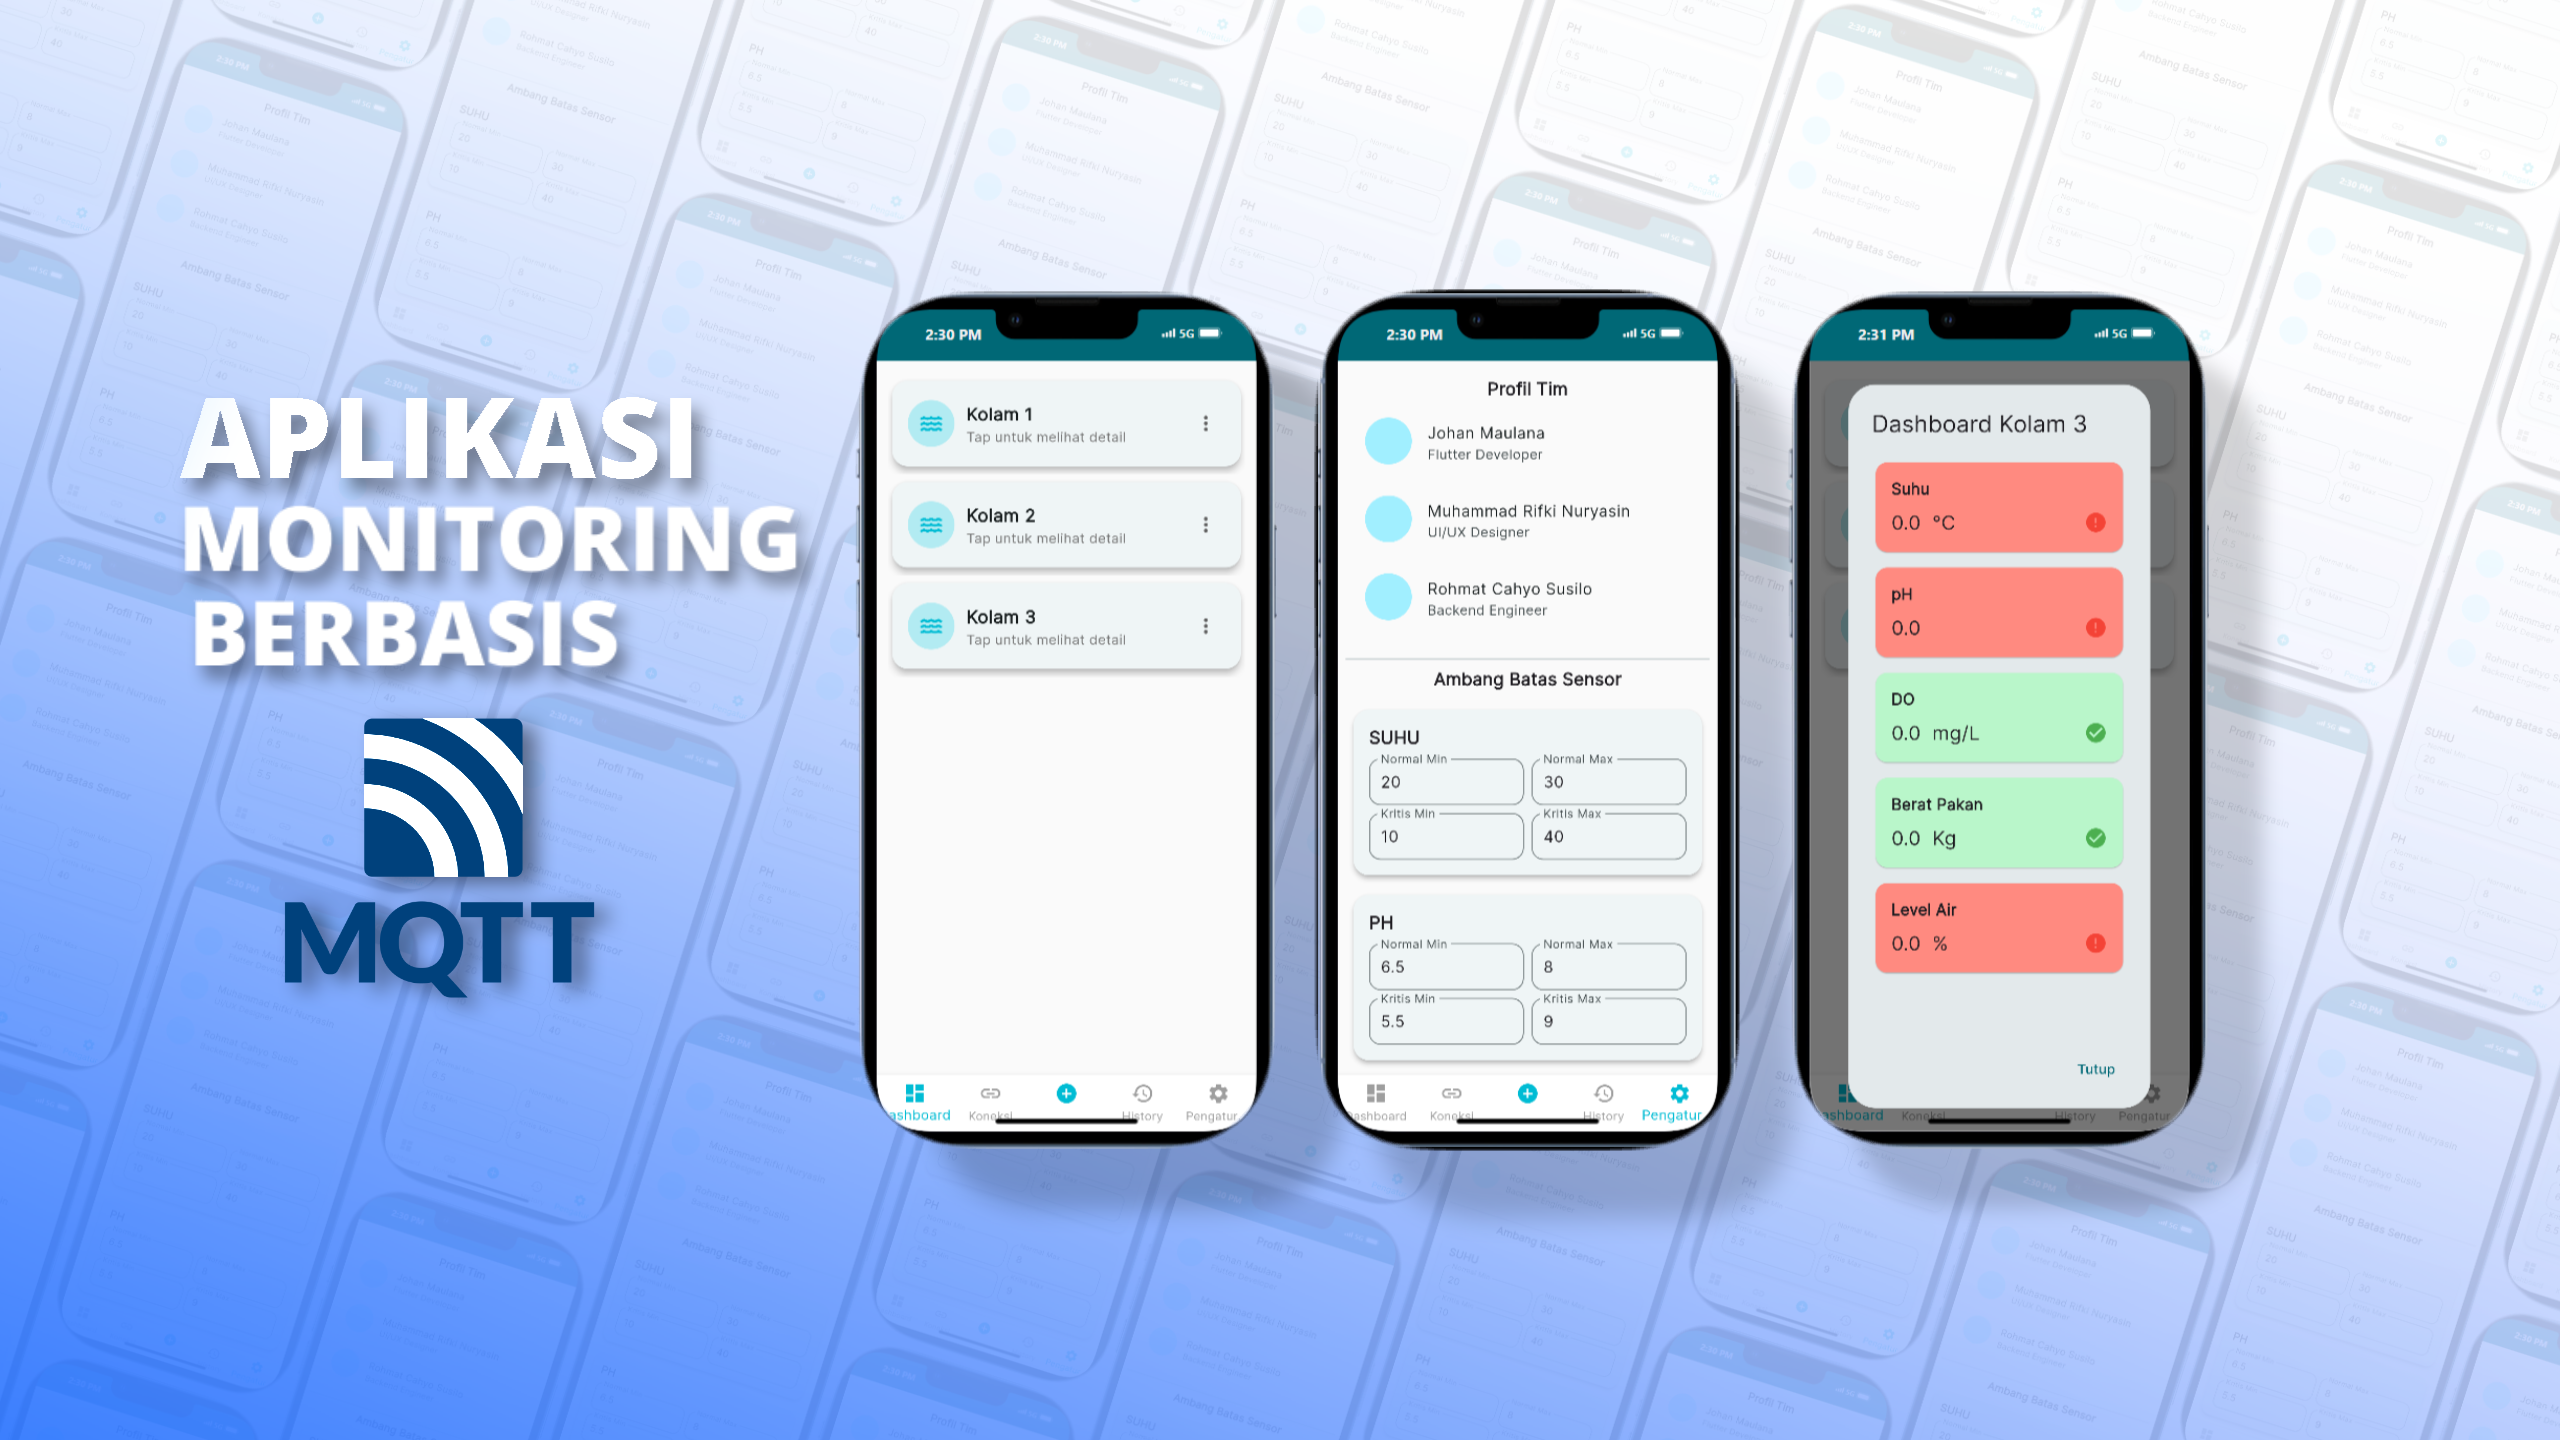 APLIKASI
MONITORING
BERBASIS
MQTT
2:30 PM 5G
Kolam 1
Tap untuk melihat detail
Kolam 2
Tap untuk melihat detail
Kolam 3
Tap untuk melihat detail
ashboard Koneksi History Pengatur
2:30 PM 5G
Profil Tim
Johan Maulana
Flutter Developer
Muhammad Rifki Nuryasin
UI/UX Designer
Rohmat Cahyo Susilo
Backend Engineer
Ambang Batas Sensor
SUHU
Normal Min Normal Max
20 30
Kritis Min Kritis Max
10 40
PH
Normal Min Normal Max
6.5 8
Kritis Min Kritis Max
5.5 9
ashboard Koneksi History Pengatur
2:31 PM 5G
Dashboard Kolam 3
Suhu
0.0 °C
pH
0.0
DO
0.0 mg/L
Berat Pakan
0.0 Kg
Level Air
0.0 %
Tutup
ashboard Koneksi History Pengatur